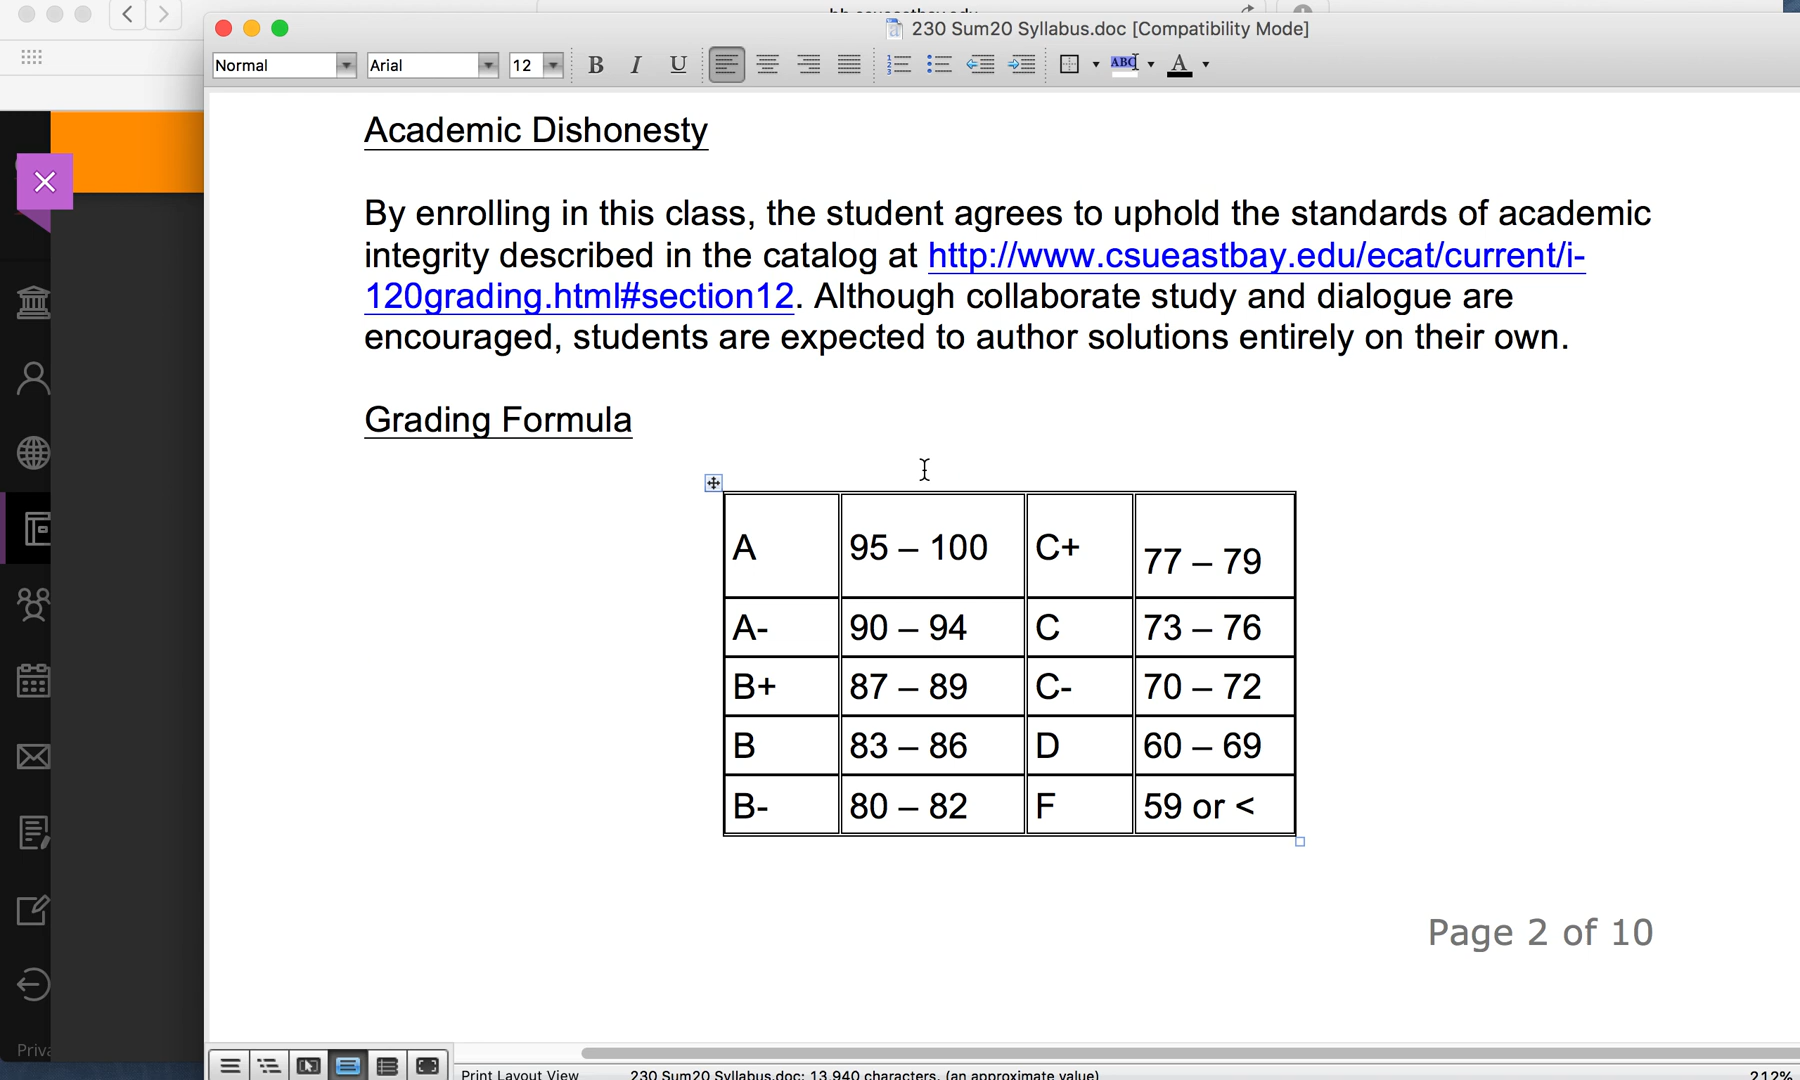 230 Sum20 Syllabus.doc [Compatibility Mode]
Normal Arial 12 B I U ABC A
Academic Dishonesty
By enrolling in this class, the student agrees to uphold the standards of academic
integrity described in the catalog at http://www.csueastbay.edu/ecat/current/i-
120grading.html#section12. Although collaborate study and dialogue are
encouraged, students are expected to author solutions entirely on their own.
Grading Formula
A 95 – 100 C+ 77 – 79
A- 90 – 94 C 73 – 76
B+ 87 – 89 C- 70 – 72
B 83 – 86 D 60 – 69
B- 80 – 82 F 59 or <
Page 2 of 10
Print Layout View 230 Sum20 Syllabus.doc: 13,940 characters, (an approximate value) 212%